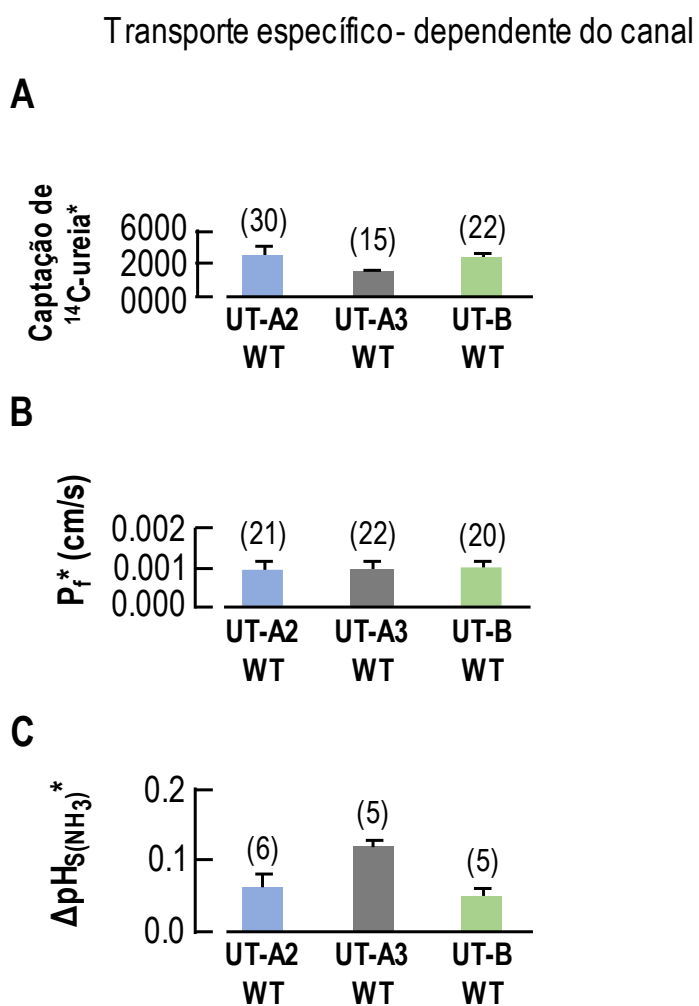 Transporte específico- dependente do canal
A
Captação de
¹⁴C-ureia*
6000
2000
0000
(30)
(15)
(22)
UT-A2 UT-A3 UT-B
WT WT WT
B
P_f* (cm/s)
0.002
0.001
0.000
(21)
(22)
(20)
UT-A2 UT-A3 UT-B
WT WT WT
C
ΔpH_S(NH₃)*
0.2
0.1
0.0
(6)
(5)
(5)
UT-A2 UT-A3 UT-B
WT WT WT